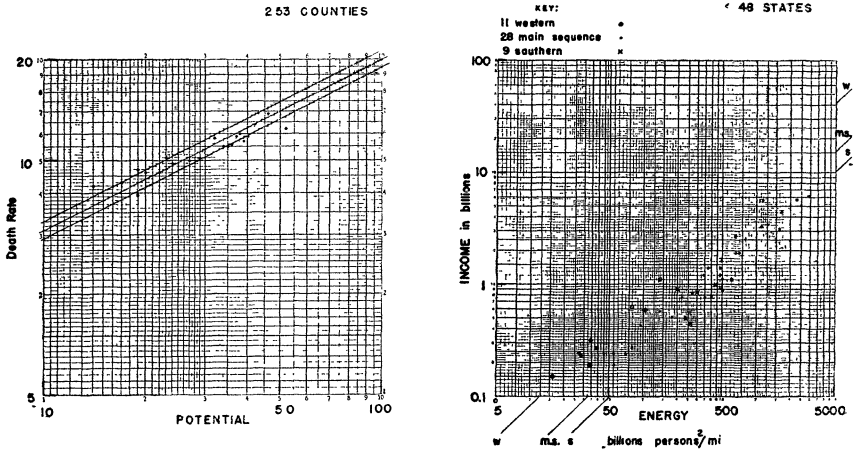 253 COUNTIES
20
10
5
Death Rate
10
50
100
POTENTIAL
KEY:
11 western
28 main sequence
9 southern ×
48 STATES
100
10
1
0.1
INCOME in billions
w
m.s.
s
5
50
500
5000
ENERGY
w
m.s.
s
billions persons²/mi